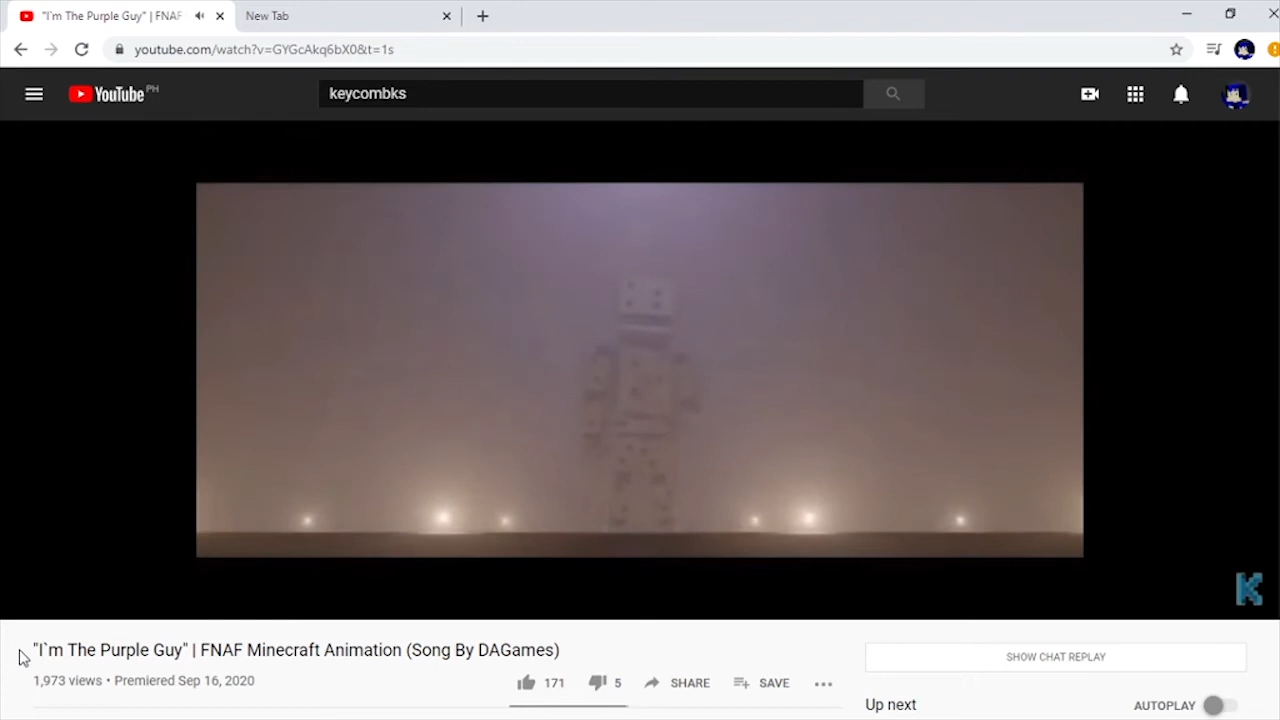 "I`m The Purple Guy" | FNAF
New Tab
youtube.com/watch?v=GYGcAkq6bX0&t=1s
YouTube PH
keycombks
K
"I`m The Purple Guy" | FNAF Minecraft Animation (Song By DAGames)
1,973 views • Premiered Sep 16, 2020
171
5
SHARE
SAVE
SHOW CHAT REPLAY
Up next
AUTOPLAY